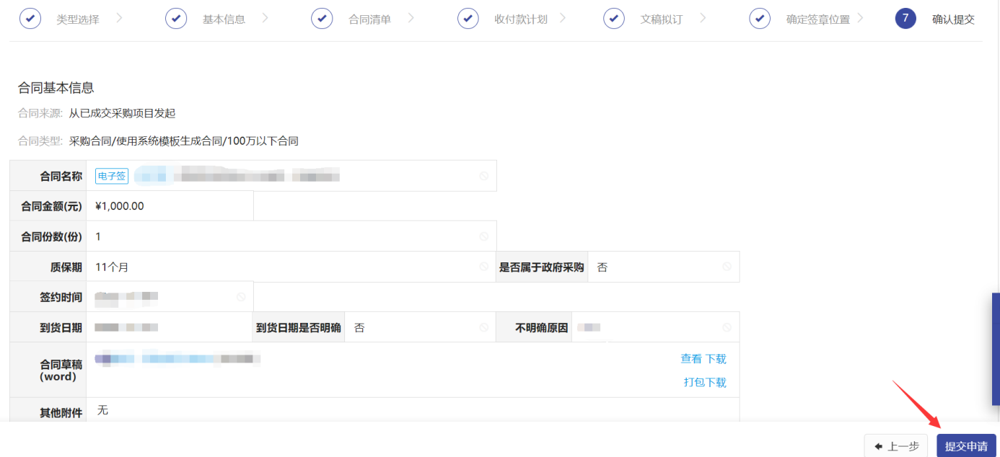 类型选择 基本信息 合同清单 收付款计划 文稿拟订 确定签章位置 7 确认提交
合同基本信息
合同来源: 从已成交采购项目发起
合同类型: 采购合同/使用系统模板生成合同/100万以下合同
合同名称 电子签
合同金额(元) ¥1,000.00
合同份数(份) 1
质保期 11个月 是否属于政府采购 否
签约时间
到货日期 到货日期是否明确 否 不明确原因
合同草稿 查看 下载
(word)
打包下载
其他附件 无
上一步 提交申请